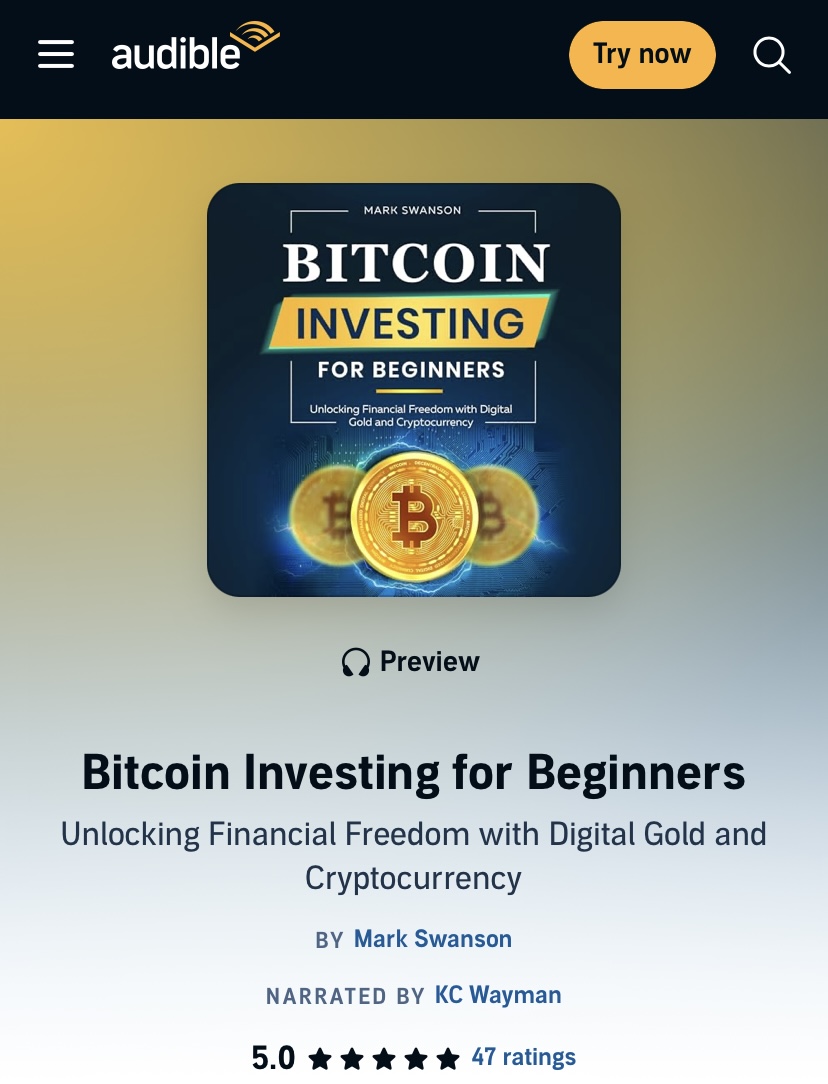 audible
Try now
MARK SWANSON
BITCOIN
INVESTING
FOR BEGINNERS
Unlocking Financial Freedom with Digital
Gold and Cryptocurrency
Preview
Bitcoin Investing for Beginners
Unlocking Financial Freedom with Digital Gold and
Cryptocurrency
BY Mark Swanson
NARRATED BY KC Wayman
5.0 ★★★★★ 47 ratings